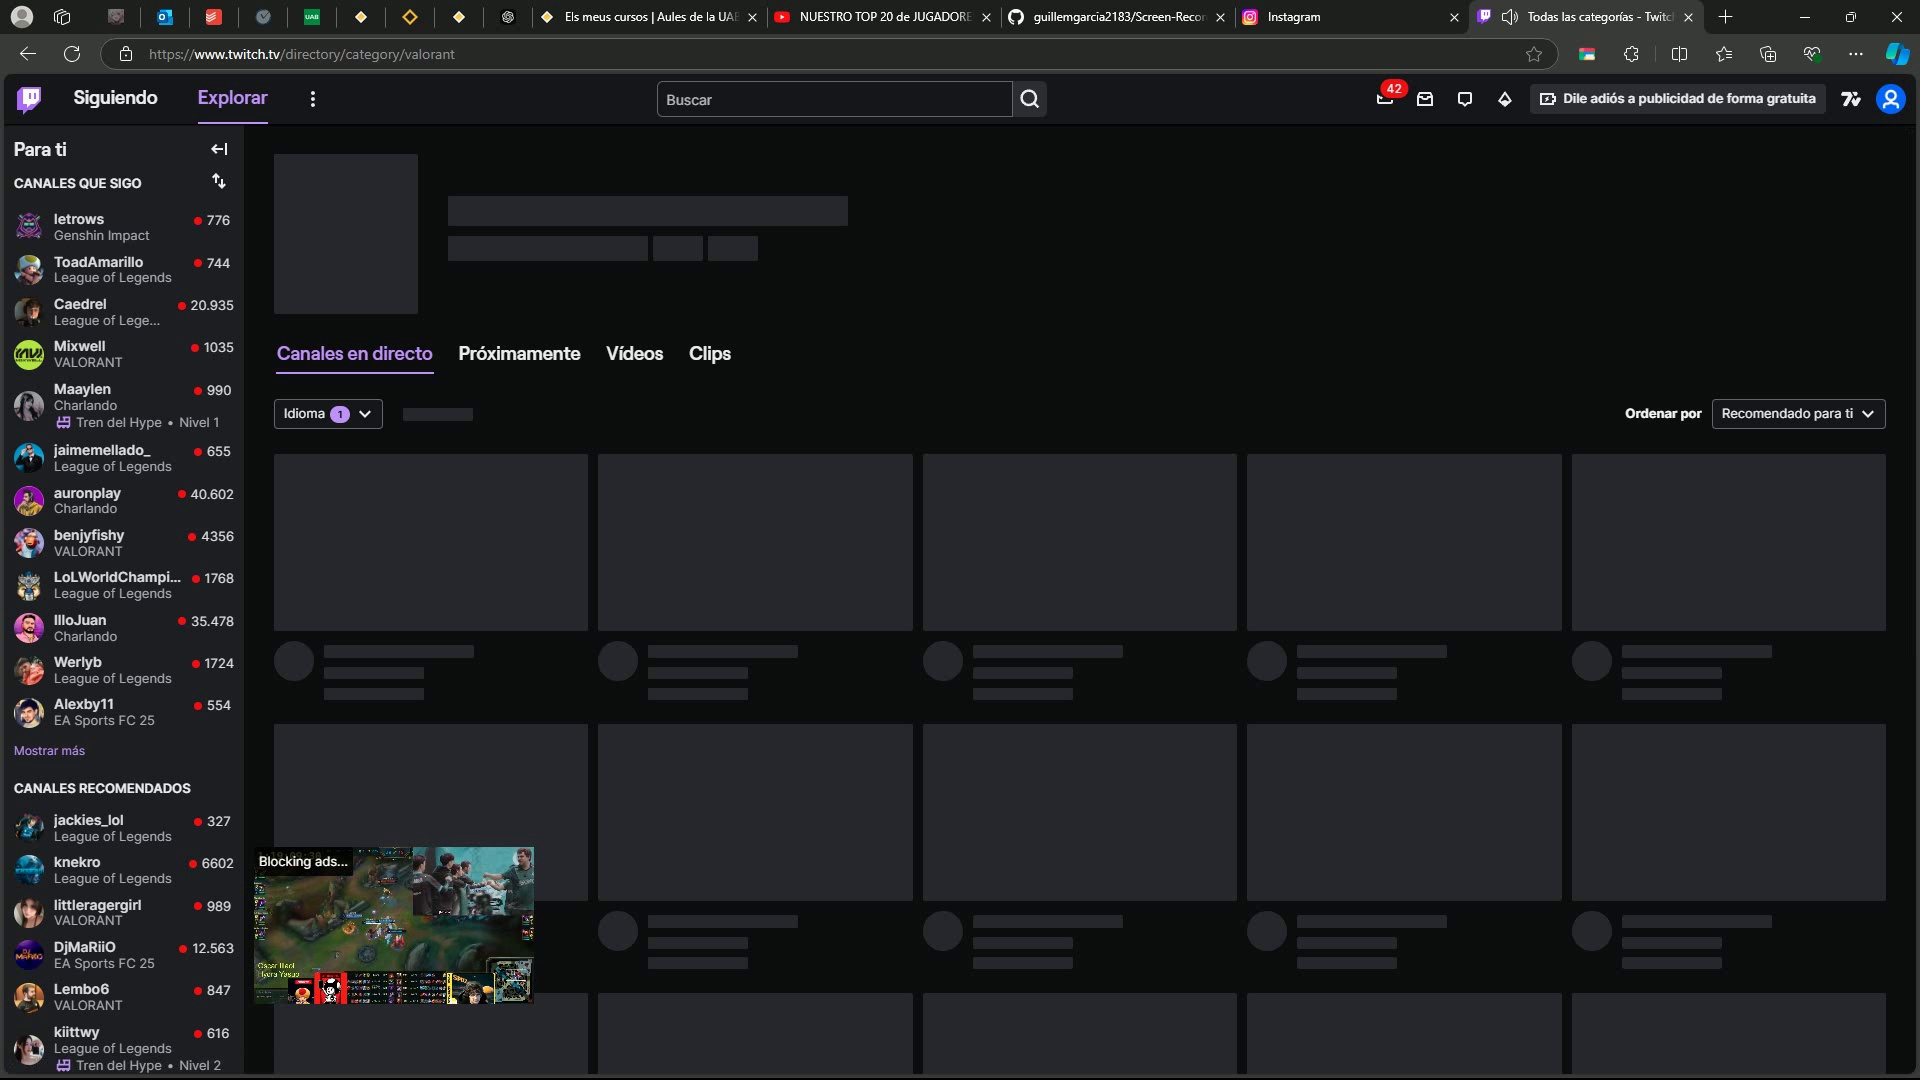 Els meus cursos | Aules de la UAB
NUESTRO TOP 20 de JUGADORE
guillemgarcia2183/Screen-Recor
Instagram
Todas las categorías - Twitch
https://www.twitch.tv/directory/category/valorant
Siguiendo
Explorar
Buscar
42
Dile adiós a publicidad de forma gratuita
Para ti
CANALES QUE SIGO
letrows 776
Genshin Impact
ToadAmarillo 744
League of Legends
Caedrel 20.935
League of Lege...
Mixwell 1035
VALORANT
Maaylen 990
Charlando
Tren del Hype • Nivel 1
jaimemellado_ 655
League of Legends
auronplay 40.602
Charlando
benjyfishy 4356
VALORANT
LoLWorldChampi... 1768
League of Legends
IlloJuan 35.478
Charlando
Werlyb 1724
League of Legends
Alexby11 554
EA Sports FC 25
Mostrar más
CANALES RECOMENDADOS
jackies_lol 327
League of Legends
knekro 6602
League of Legends
littleragergirl 989
VALORANT
DjMaRiiO 12.563
EA Sports FC 25
Lembo6 847
VALORANT
kiittwy 616
League of Legends
Tren del Hype • Nivel 2
Canales en directo
Próximamente
Vídeos
Clips
Idioma 1
Ordenar por
Recomendado para ti
Blocking ads...